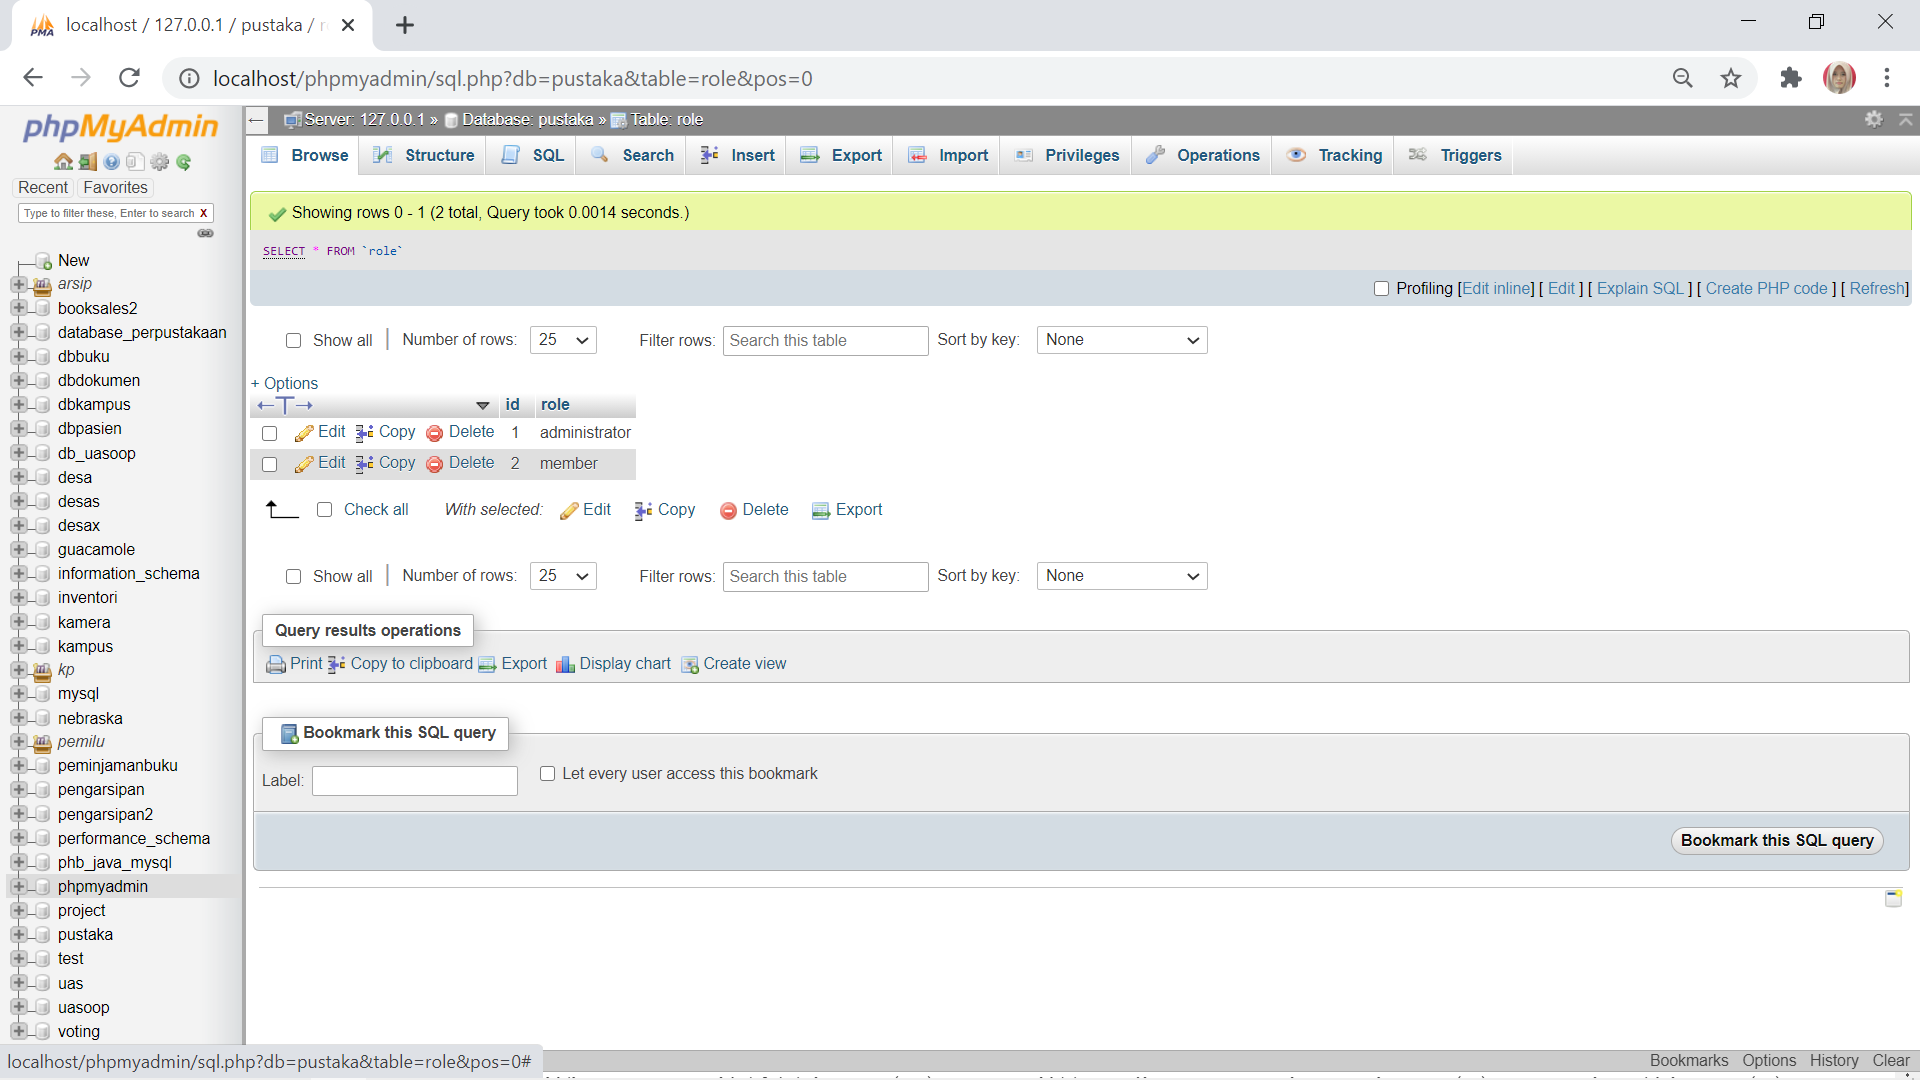 localhost / 127.0.0.1 / pustaka /
localhost/phpmyadmin/sql.php?db=pustaka&table=role&pos=0
phpMyAdmin
Recent Favorites
Type to filter these, Enter to search X
New
arsip
booksales2
database_perpustakaan
dbbuku
dbdokumen
dbkampus
dbpasien
db_uasoop
desa
desas
desax
guacamole
information_schema
inventori
kamera
kampus
kp
mysql
nebraska
pemilu
peminjamanbuku
pengarsipan
pengarsipan2
performance_schema
phb_java_mysql
phpmyadmin
project
pustaka
test
uas
uasoop
voting
localhost/phpmyadmin/sql.php?db=pustaka&table=role&pos=0#
Server: 127.0.0.1 » Database: pustaka » Table: role
Browse Structure SQL Search Insert Export Import Privileges Operations Tracking Triggers
Showing rows 0 - 1 (2 total, Query took 0.0014 seconds.)
SELECT * FROM `role`
Profiling [Edit inline] [ Edit ] [ Explain SQL ] [ Create PHP code ] [ Refresh]
Show all | Number of rows: 25 Filter rows: Search this table Sort by key: None
+ Options
←T→ id role
Edit Copy Delete 1 administrator
Edit Copy Delete 2 member
Check all With selected: Edit Copy Delete Export
Show all | Number of rows: 25 Filter rows: Search this table Sort by key: None
Query results operations
Print Copy to clipboard Export Display chart Create view
Bookmark this SQL query
Label: Let every user access this bookmark
Bookmark this SQL query
Bookmarks Options History Clear